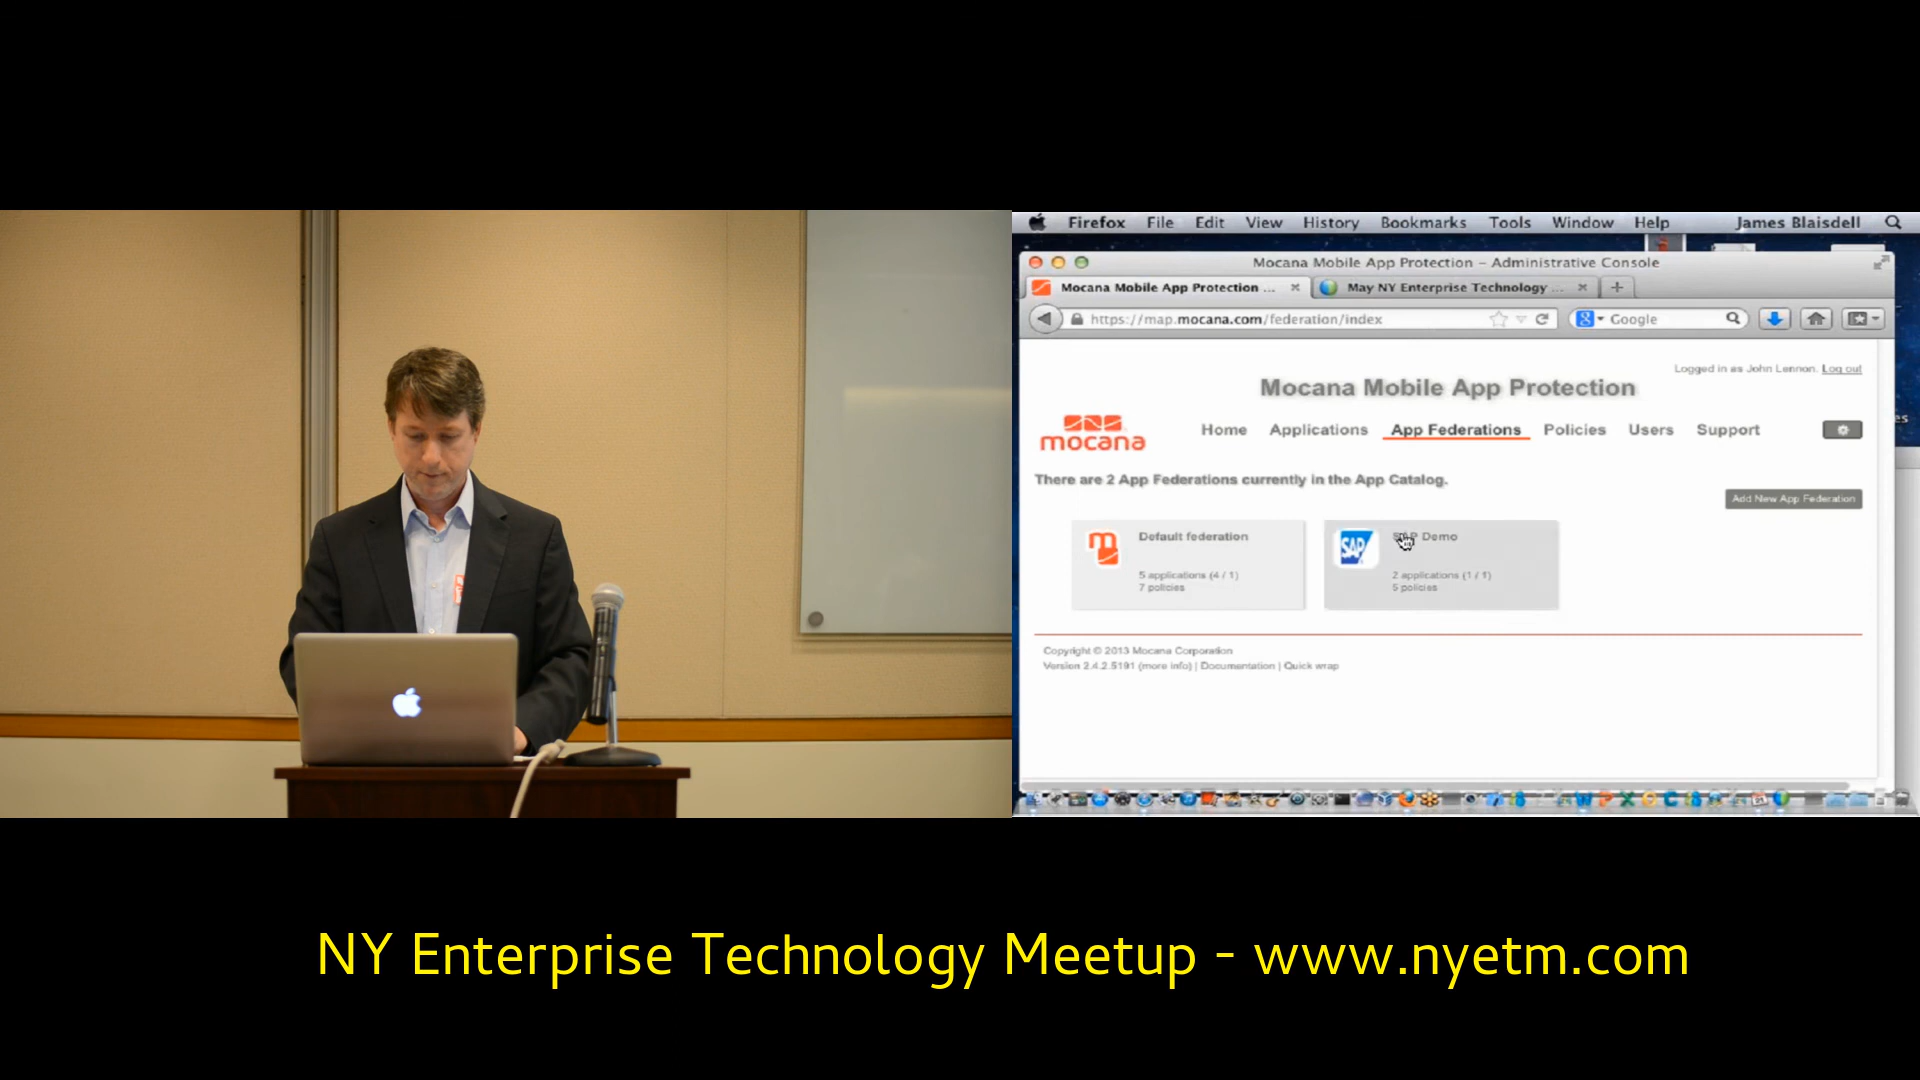 Firefox File Edit View History Bookmarks Tools Window Help James Blaisdell
Mocana Mobile App Protection – Administrative Console
Mocana Mobile App Protection ... May NY Enterprise Technology ...
https://map.mocana.com/federation/index Google
Logged in as John Lennon. Log out
Mocana Mobile App Protection
mocana
Home Applications App Federations Policies Users Support
There are 2 App Federations currently in the App Catalog.
Add New App Federation
Default federation
5 applications (4 / 1)
7 policies
SAP
Demo
2 applications (1 / 1)
5 policies
Copyright © 2013 Mocana Corporation
Version 2.4.2.5191 (more info) | Documentation | Quick wrap
NY Enterprise Technology Meetup - www.nyetm.com